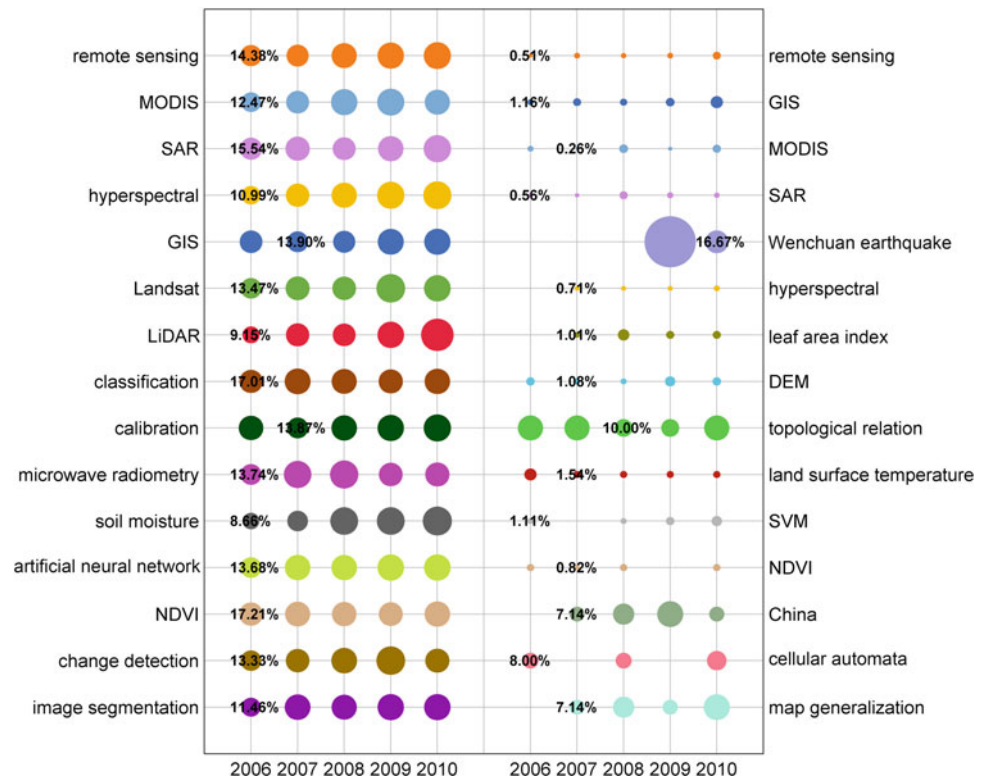 remote sensing 14.38% 0.51% remote sensing
MODIS 12.47% 1.16% GIS
SAR 15.54% 0.26% MODIS
hyperspectral 10.99% 0.56% SAR
GIS 13.90% 16.67% Wenchuan earthquake
Landsat 13.47% 0.71% hyperspectral
LiDAR 9.15% 1.01% leaf area index
classification 17.01% 1.08% DEM
calibration 13.87% 10.00% topological relation
microwave radiometry 13.74% 1.54% land surface temperature
soil moisture 8.66% 1.11% SVM
artificial neural network 13.68% 0.82% NDVI
NDVI 17.21% 7.14% China
change detection 13.33% 8.00% cellular automata
image segmentation 11.46% 7.14% map generalization
2006 2007 2008 2009 2010 2006 2007 2008 2009 2010